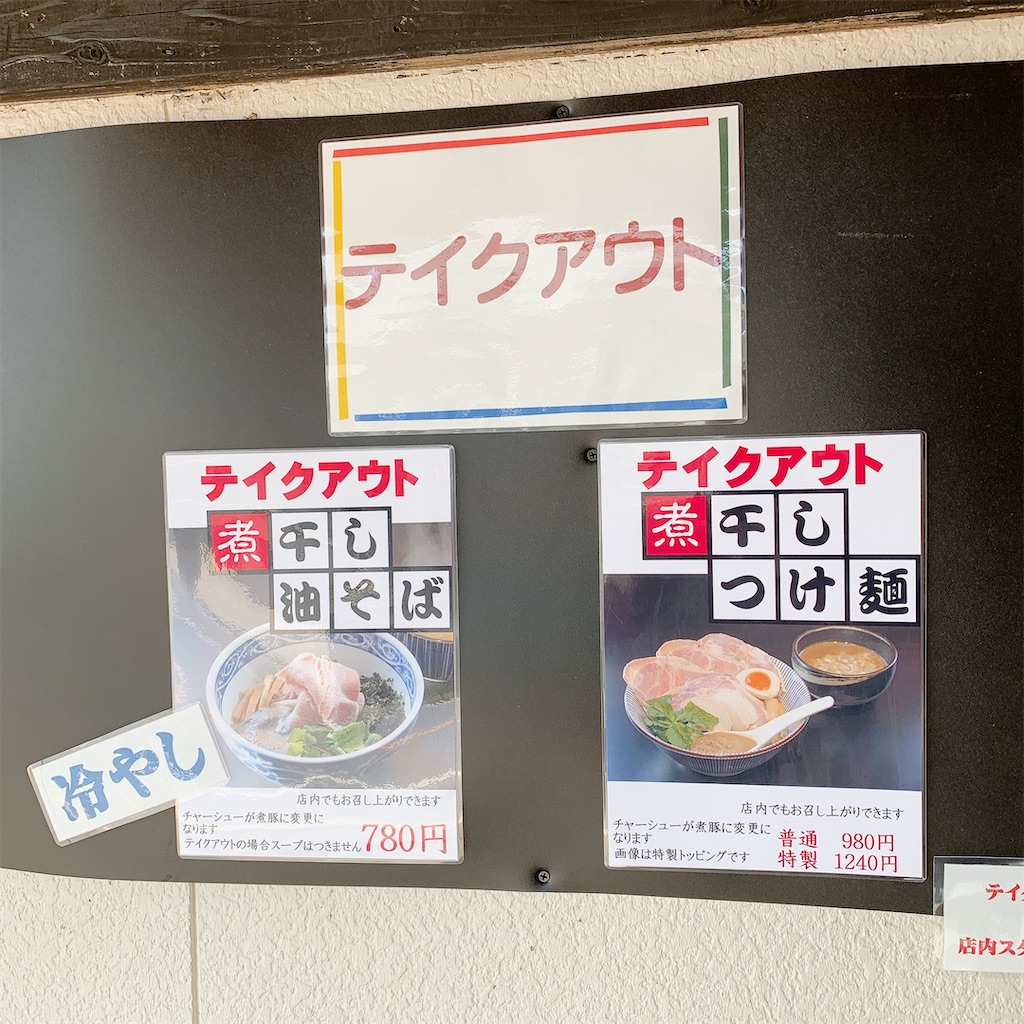 テイクアウト
テイクアウト
煮干し
油そば
冷やし
店内でもお召し上がりできます
チャーシューが煮豚に変更に
なります
テイクアウトの場合スープはつきません
780円
テイクアウト
煮干し
つけ麺
店内でもお召し上がりできます
チャーシューが煮豚に変更に
なります
画像は特製トッピングです
普通 980円
特製 1240円
テイ
店内ス